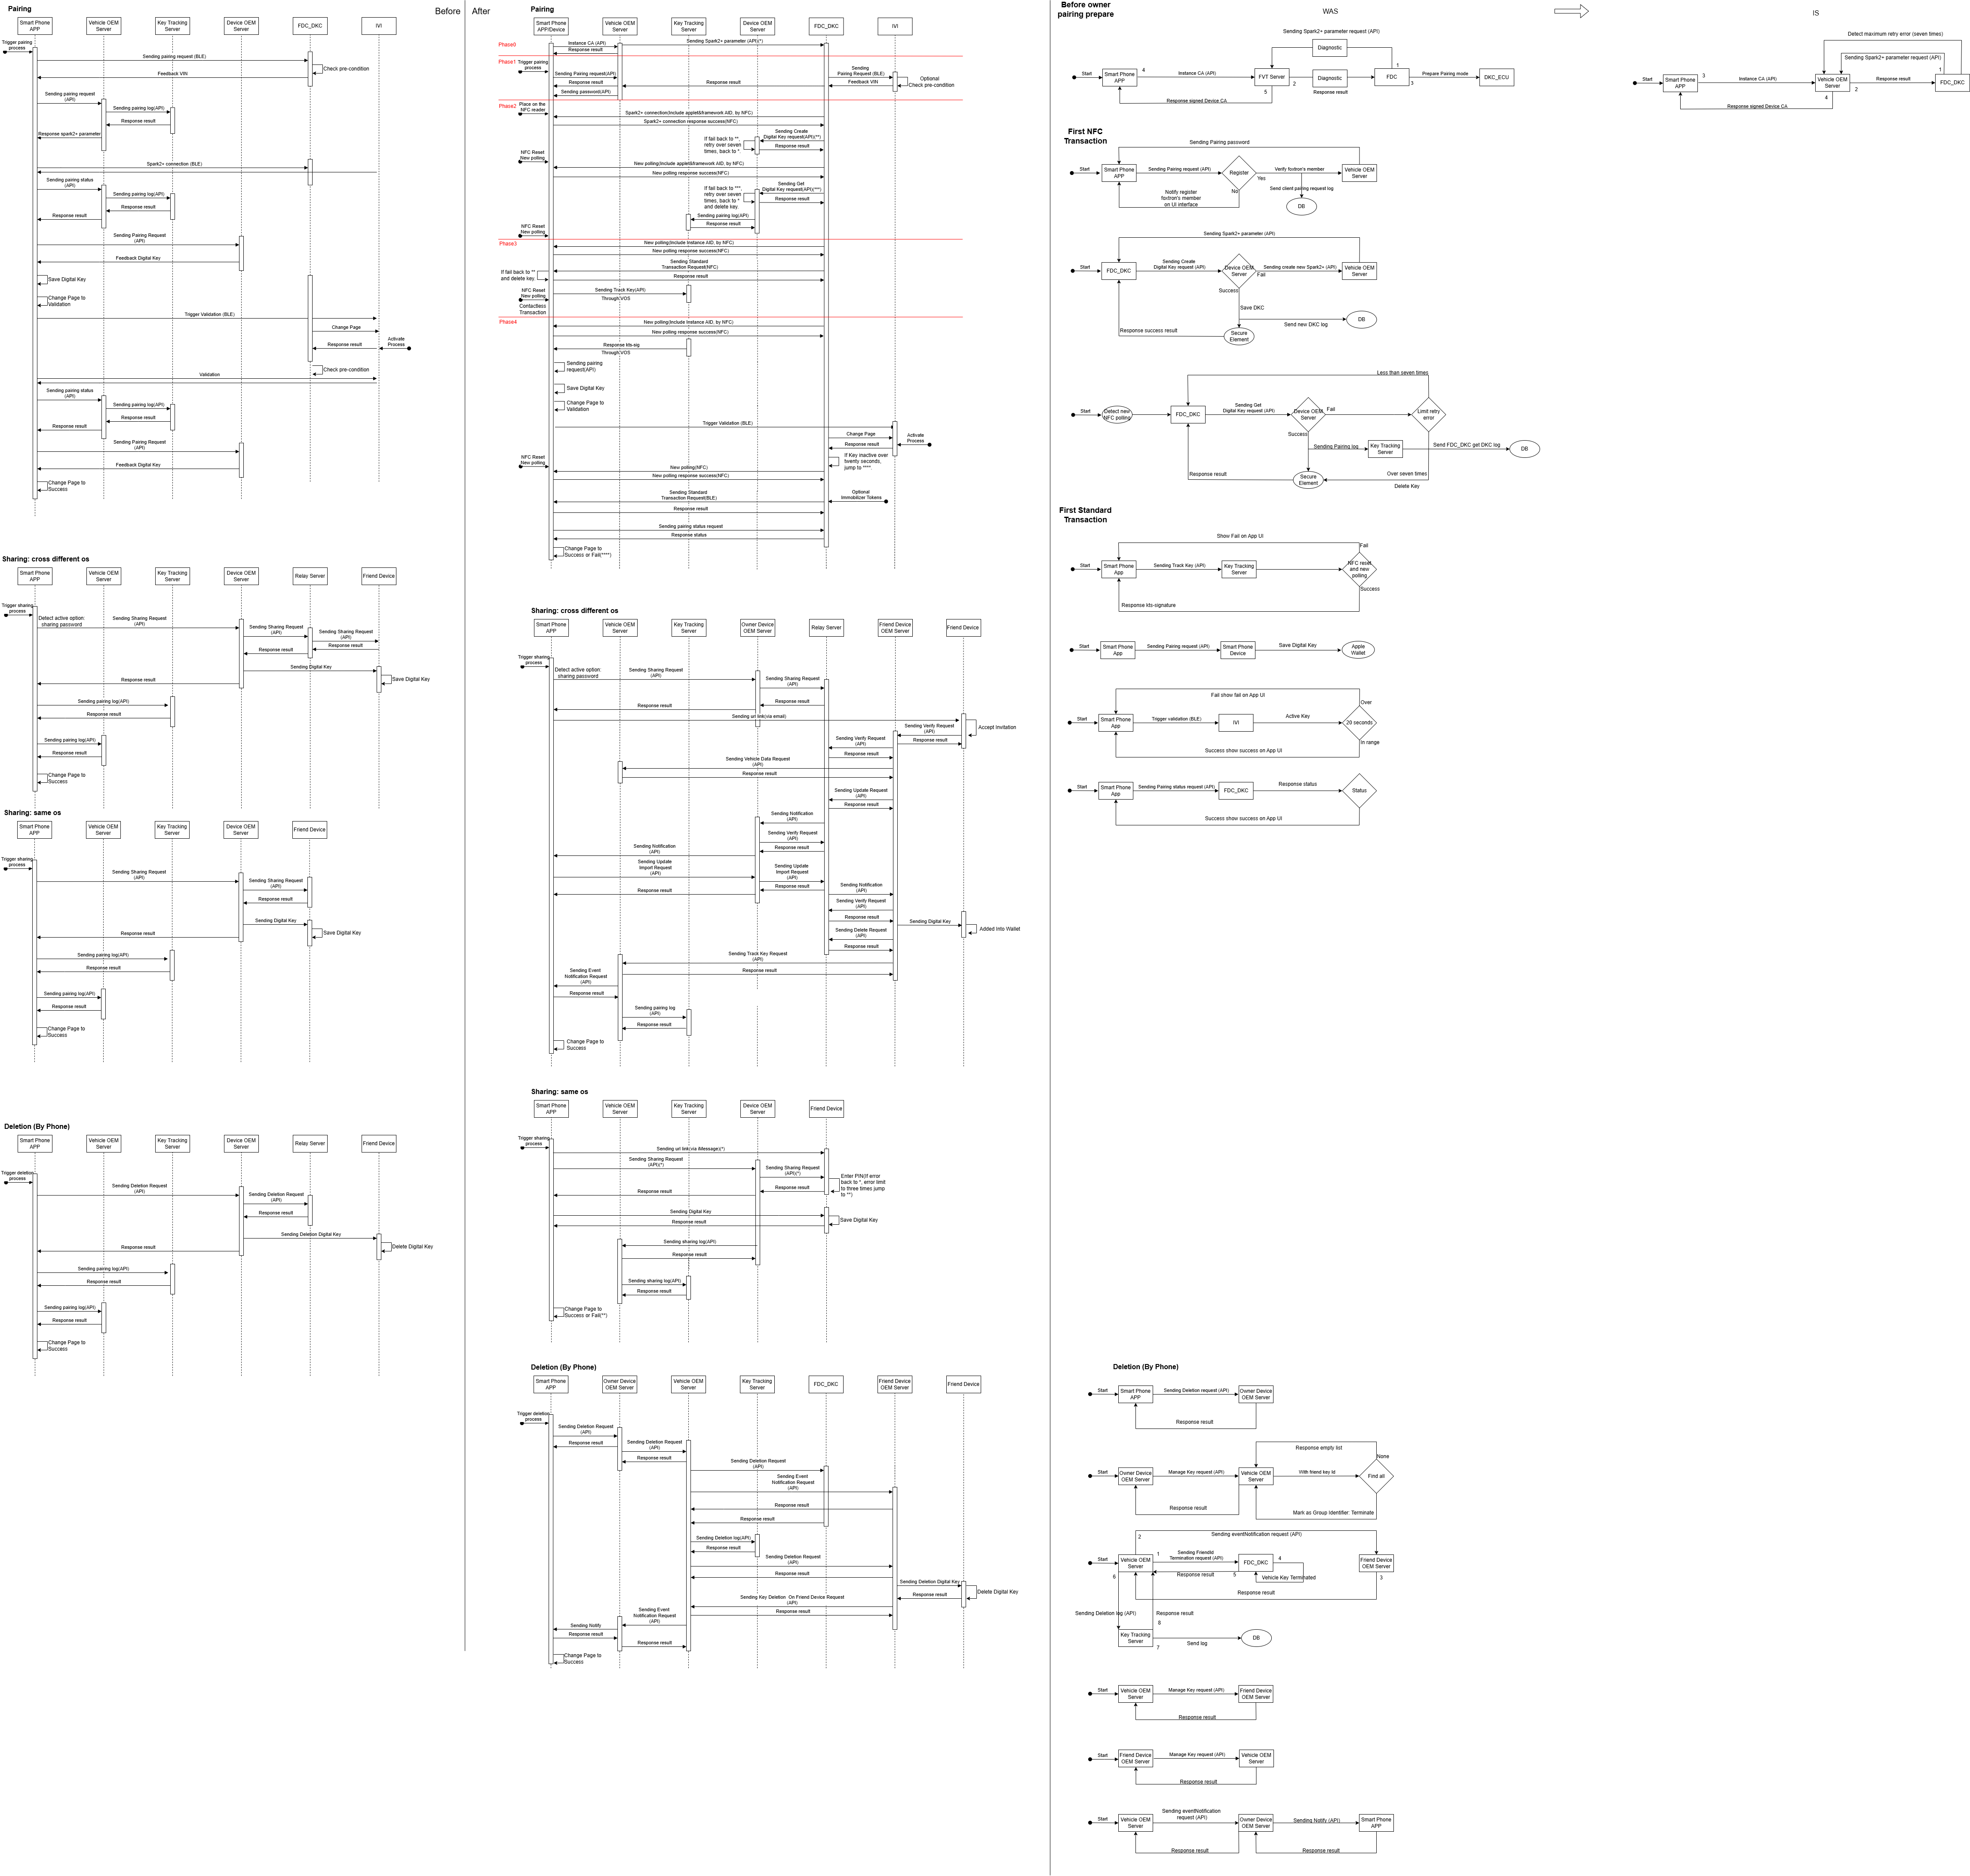 Pairing
Before
Smart Phone
APP
Vehicle OEM
Server
Key Tracking
Server
Device OEM
Server
FDC_DKC
IVI
Trigger pairing
process
Sending pairing request (BLE)
Check pre-condition
Feedback VIN
Sending pairing request
(API)
Sending pairing log(API)
Response result
Response spark2+ parameter
Spark2+ connection (BLE)
Sending pairing status
(API)
Sending pairing log(API)
Response result
Response result
Sending Pairing Request
(API)
Feedback Digital Key
Save Digital Key
Change Page to
Validation
Trigger Validation (BLE)
Change Page
Activate
Process
Response result
Check pre-condition
Validation
Sending pairing status
(API)
Sending pairing log(API)
Response result
Response result
Sending Pairing Request
(API)
Feedback Digital Key
Change Page to
Success
Sharing: cross different os
Smart Phone
APP
Vehicle OEM
Server
Key Tracking
Server
Device OEM
Server
Relay Server
Friend Device
Trigger sharing
process
Detect active option:
sharing password
Sending Sharing Request
(API)
Sending Sharing Request
(API)
Sending Sharing Request
(API)
Response result
Response result
Sending Digital Key
Save Digital Key
Response result
Sending pairing log(API)
Response result
Sending pairing log(API)
Response result
Change Page to
Success
Sharing: same os
Smart Phone
APP
Vehicle OEM
Server
Key Tracking
Server
Device OEM
Server
Friend Device
Trigger sharing
process
Sending Sharing Request
(API)
Sending Sharing Request
(API)
Response result
Sending Digital Key
Save Digital Key
Response result
Sending pairing log(API)
Response result
Sending pairing log(API)
Response result
Change Page to
Success
Deletion (By Phone)
Smart Phone
APP
Vehicle OEM
Server
Key Tracking
Server
Device OEM
Server
Relay Server
Friend Device
Trigger deletion
process
Sending Deletion Request
(API)
Sending Deletion Request
(API)
Response result
Sending Deletion Digital Key
Delete Digital Key
Response result
Sending pairing log(API)
Response result
Sending pairing log(API)
Response result
Change Page to
Success
After
Pairing
Smart Phone
APP/Device
Vehicle OEM
Server
Key Tracking
Server
Device OEM
Server
FDC_DKC
IVI
Phase0
Instance CA (API)
Sending Spark2+ parameter (API)(*)
Response result
Phase1
Trigger pairing
process
Sending Pairing request(API)
Sending
Pairing Request (BLE)
Optional
Check pre-condition
Response result
Response result
Feedback VIN
Sending password(API)
Phase2
Place on the
NFC reader
Spark2+ connection(Include applet&framework AID, by NFC)
Spark2+ connection response success(NFC)
If fail back to **,
retry over seven
times, back to *.
Sending Create
Digital Key request(API)(**)
Response result
NFC Reset
New polling
New polling(Include applet&framework AID, by NFC)
New polling response success(NFC)
If fail back to ***,
retry over seven
times, back to *
and delete key.
Sending Get
Digital Key request(API)(***)
Response result
Sending pairing log(API)
Response result
NFC Reset
New polling
Phase3
New polling(Include Instance AID, by NFC)
New polling response success(NFC)
If fail back to **
and delete key.
Sending Standard
Transaction Request(NFC)
Response result
NFC Reset
New polling
Contactless
Transaction
Sending Track Key(API)
Through VOS
Phase4
New polling(Include Instance AID, by NFC)
New polling response success(NFC)
Response kts-sig
Through VOS
Sending pairing
request(API)
Save Digital Key
Change Page to
Validation
Trigger Validation (BLE)
Change Page
Activate
Process
Response result
If Key inactive over
twenty seconds,
jump to ****.
NFC Reset
New polling
New polling(NFC)
New polling response success(NFC)
Sending Standard
Transaction Request(BLE)
Optional
Immobilizer Tokens
Response result
Sending pairing status request
Response status
Change Page to
Success or Fail(****)
Sharing: cross different os
Smart Phone
APP
Vehicle OEM
Server
Key Tracking
Server
Owner Device
OEM Server
Relay Server
Friend Device
OEM Server
Friend Device
Trigger sharing
process
Detect active option:
sharing password
Sending Sharing Request
(API)
Sending Sharing Request
(API)
Response result
Response result
Sending url link(via email)
Accept Invitation
Sending Verify Request
(API)
Sending Verify Request
(API)
Response result
Response result
Sending Vehicle Data Request
(API)
Response result
Sending Update Request
(API)
Response result
Sending Notification
(API)
Sending Verify Request
(API)
Response result
Sending Notification
(API)
Sending Update
Import Request
(API)
Sending Update
Import Request
(API)
Response result
Response result
Sending Notification
(API)
Sending Verify Request
(API)
Response result
Sending Digital Key
Added Into Wallet
Sending Delete Request
(API)
Response result
Sending Track Key Request
(API)
Response result
Sending Event
Notification Request
(API)
Response result
Sending pairing log
(API)
Response result
Change Page to
Success
Sharing: same os
Smart Phone
APP
Vehicle OEM
Server
Key Tracking
Server
Device OEM
Server
Friend Device
Trigger sharing
process
Sending url link(via iMessage)(*)
Sending Sharing Request
(API)(*)
Sending Sharing Request
(API)(*)
Enter PIN(If error
back to *, error limit
to three times jump
to **)
Response result
Response result
Sending Digital Key
Save Digital Key
Response result
Sending sharing log(API)
Response result
Sending sharing log(API)
Response result
Change Page to
Success or Fail(**)
Deletion (By Phone)
Smart Phone
APP
Owner Device
OEM Server
Vehicle OEM
Server
Key Tracking
Server
FDC_DKC
Friend Device
OEM Server
Friend Device
Trigger deletion
process
Sending Deletion Request
(API)
Response result
Sending Deletion Request
(API)
Response result
Sending Deletion Request
(API)
Sending Event
Notification Request
(API)
Response result
Response result
Sending Deletion log(API)
Response result
Sending Deletion Request
(API)
Response result
Sending Deletion Digital Key
Delete Digital Key
Response result
Sending Key Deletion On Friend Device Request
(API)
Response result
Sending Event
Notification Request
(API)
Sending Notify
Response result
Response result
Change Page to
Success
Before owner
pairing prepare
WAS
IS
Sending Spark2+ parameter request (API)
Diagnostic
1
Start
Smart Phone
APP
4
Instance CA (API)
FVT Server
5
2
Diagnostic
Response result
FDC
3
Prepare Pairing mode
DKC_ECU
Response signed Device CA
Detect maximum retry error (seven times)
Sending Spark2+ parameter request (API)
1
Start
Smart Phone
APP
3
Instance CA (API)
Vehicle OEM
Server
4
2
Response result
FDC_DKC
Response signed Device CA
First NFC
Transaction
Sending Pairing password
Start
Smart Phone
APP
Sending Pairing request (API)
Register
Yes
No
Verify foxtron's member
Vehicle OEM
Server
Send client pairing request log
DB
Notify register
foxtron's member
on UI interface
Sending Spark2+ parameter (API)
Start
FDC_DKC
Sending Create
Digital Key request (API)
Device OEM
Server
Fail
Success
Sending create new Spark2+ (API)
Vehicle OEM
Server
Save DKC
Send new DKC log
DB
Response success result
Secure
Element
Less than seven times
Start
Detect new
NFC polling
FDC_DKC
Sending Get
Digital Key request (API)
Device OEM
Server
Fail
Success
Limit retry
error
Sending Pairing log
Key Tracking
Server
Send FDC_DKC get DKC log
DB
Response result
Secure
Element
Over seven times
Delete Key
First Standard
Transaction
Show Fail on App UI
Fail
Start
Smart Phone
App
Sending Track Key (API)
Key Tracking
Server
NFC reset
and new
polling
Success
Response kts-signature
Start
Smart Phone
App
Sending Pairing request (API)
Smart Phone
Device
Save Digital Key
Apple
Wallet
Fail show fail on App UI
Over
Start
Smart Phone
App
Trigger validation (BLE)
IVI
Active Key
20 seconds
In range
Success show success on App UI
Start
Smart Phone
App
Sending Pairing status request (API)
FDC_DKC
Response status
Status
Success show success on App UI
Deletion (By Phone)
Start
Smart Phone
APP
Sending Deletion request (API)
Owner Device
OEM Server
Response result
Response empty list
None
Start
Owner Device
OEM Server
Manage Key request (API)
Vehicle OEM
Server
With friend key Id
Find all
Response result
Mark as Group Identifier: Terminate
Sending eventNotification request (API)
2
Start
Vehicle OEM
Server
1
Sending FriendId
Termination request (API)
FDC_DKC
4
Friend Device
OEM Server
6
Response result
5
Vehicle Key Terminated
3
Response result
Sending Deletion log (API)
Response result
8
Key Tracking
Server
7
Send log
DB
Start
Vehicle OEM
Server
Manage Key request (API)
Friend Device
OEM Server
Response result
Start
Friend Device
OEM Server
Manage Key request (API)
Vehicle OEM
Server
Response result
Start
Vehicle OEM
Server
Sending eventNotification
request (API)
Owner Device
OEM Server
Sending Notify (API)
Smart Phone
APP
Response result
Response result